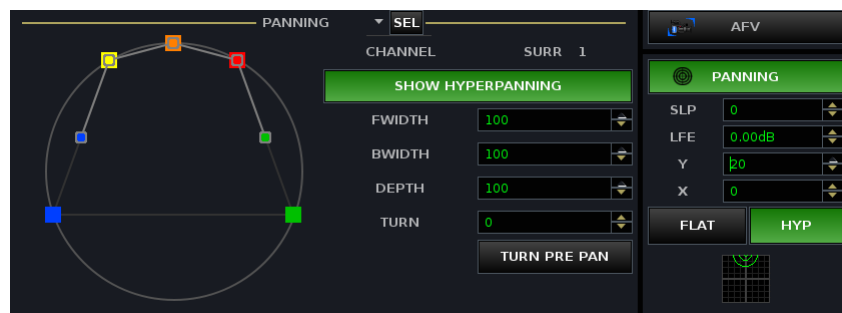 PANNING SEL
CHANNEL SURR 1
SHOW HYPERPANNING
FWIDTH 100
BWIDTH 100
DEPTH 100
TURN 0
TURN PRE PAN
AFV
PANNING
SLP 0
LFE 0.00dB
Y 20
X 0
FLAT HYP